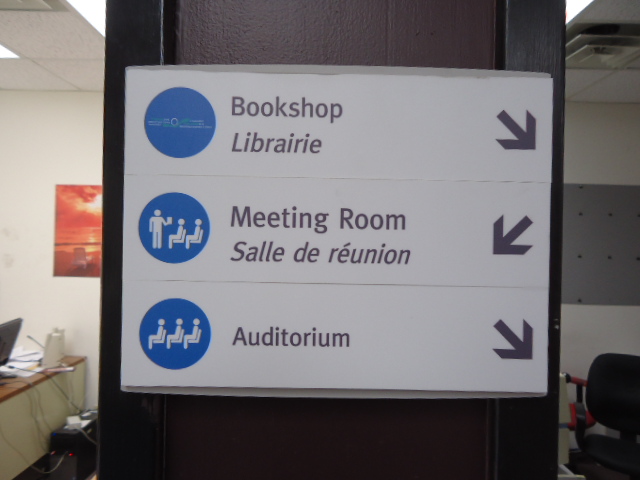 Bookshop
Librairie
Meeting Room
Salle de réunion
Auditorium